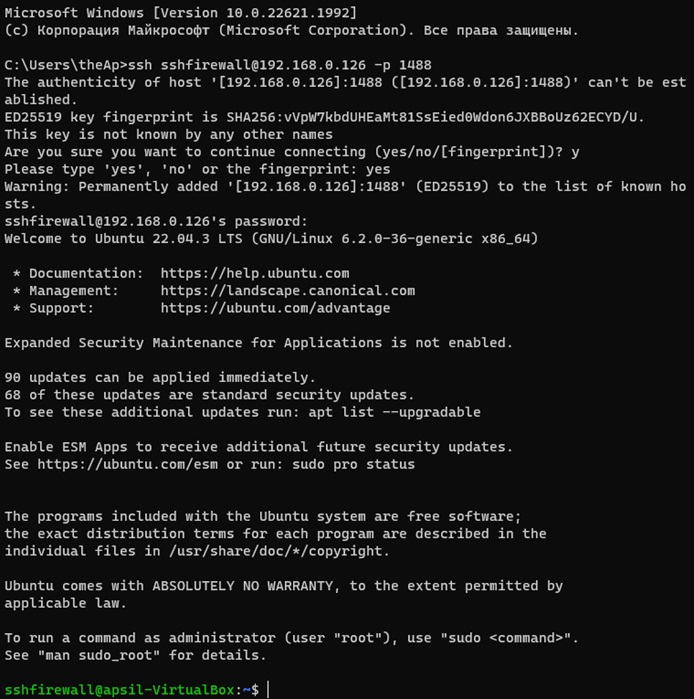 Microsoft Windows [Version 10.0.22621.1992]
(c) Корпорация Майкрософт (Microsoft Corporation). Все права защищены.
C:\Users\theAp>ssh sshfirewall@192.168.0.126 -p 1488
The authenticity of host '[192.168.0.126]:1488 ([192.168.0.126]:1488)' can't be est
ablished.
ED25519 key fingerprint is SHA256:vVpW7kbdUHEaMt81SsEied0Wdon6JXBBoUz62ECYD/U.
This key is not known by any other names
Are you sure you want to continue connecting (yes/no/[fingerprint])? y
Please type 'yes', 'no' or the fingerprint: yes
Warning: Permanently added '[192.168.0.126]:1488' (ED25519) to the list of known ho
sts.
sshfirewall@192.168.0.126's password:
Welcome to Ubuntu 22.04.3 LTS (GNU/Linux 6.2.0-36-generic x86_64)
* Documentation:  https://help.ubuntu.com
* Management:     https://landscape.canonical.com
* Support:        https://ubuntu.com/advantage
Expanded Security Maintenance for Applications is not enabled.
90 updates can be applied immediately.
68 of these updates are standard security updates.
To see these additional updates run: apt list --upgradable
Enable ESM Apps to receive additional future security updates.
See https://ubuntu.com/esm or run: sudo pro status
The programs included with the Ubuntu system are free software;
the exact distribution terms for each program are described in the
individual files in /usr/share/doc/*/copyright.
Ubuntu comes with ABSOLUTELY NO WARRANTY, to the extent permitted by
applicable law.
To run a command as administrator (user "root"), use "sudo <command>".
See "man sudo_root" for details.
sshfirewall@apsil-VirtualBox:~$